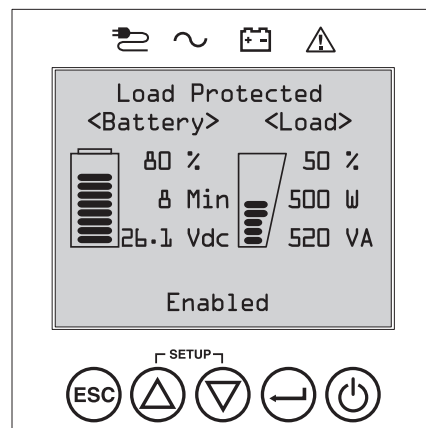 Load Protected
<Battery> <Load>
80 % 50 %
8 Min 500 W
26.1 Vdc 520 VA
Enabled
SETUP
ESC